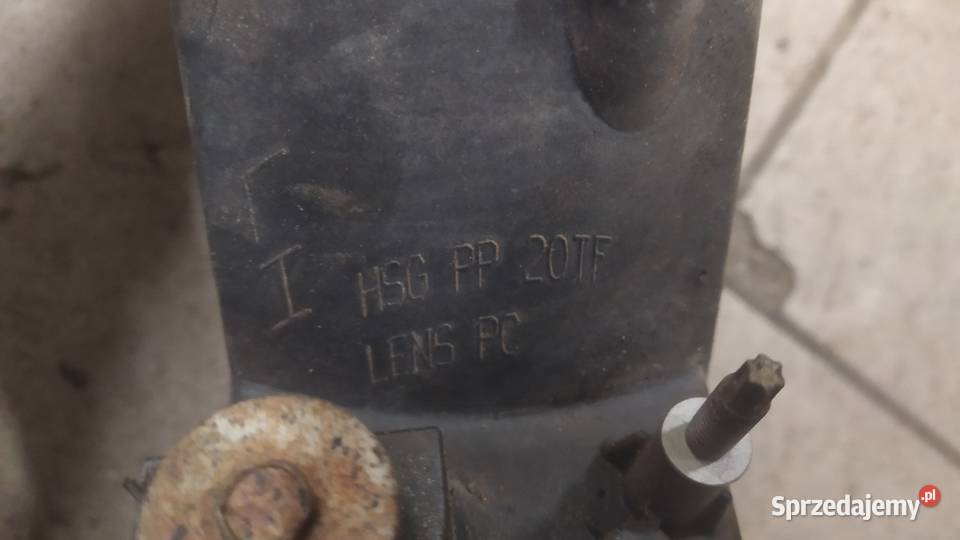 I HSG PP 20TF
LENS PC
Sprzedajemy.pl